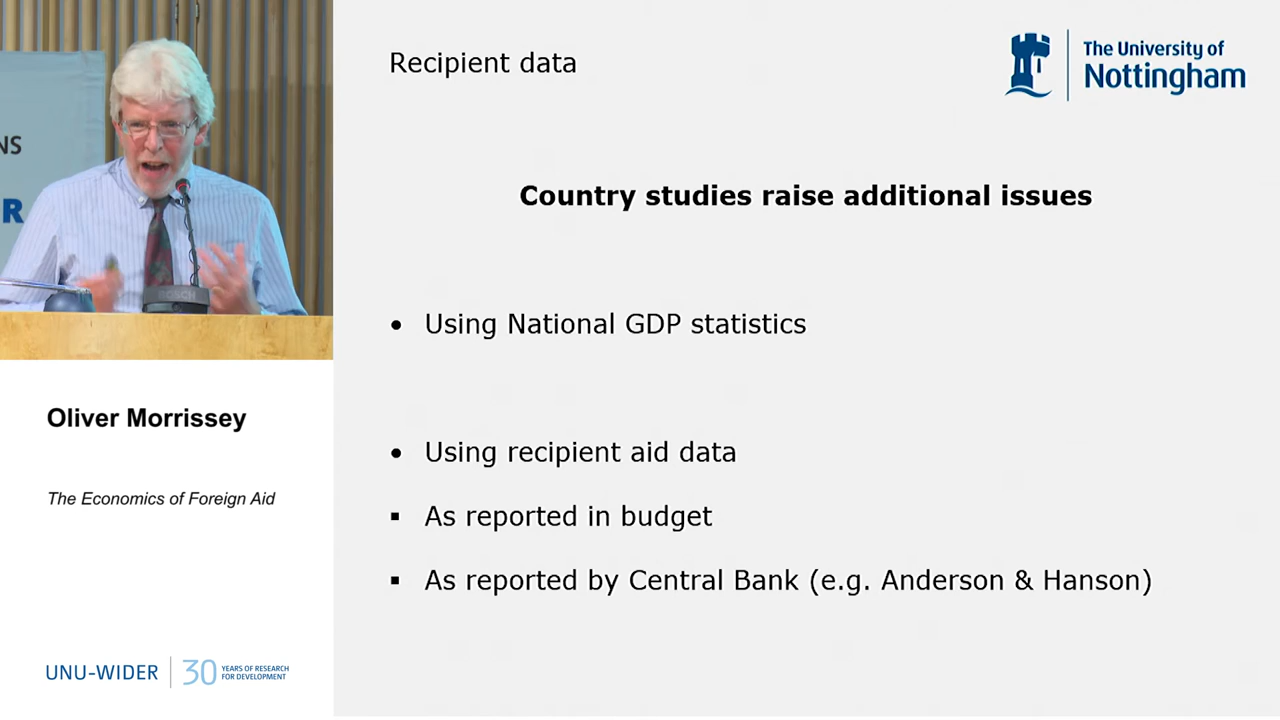 Recipient data
The University of
Nottingham
Country studies raise additional issues
• Using National GDP statistics
• Using recipient aid data
▪ As reported in budget
▪ As reported by Central Bank (e.g. Anderson & Hanson)
NS
R
BOSCH
Oliver Morrissey
The Economics of Foreign Aid
UNU-WIDER
30 YEARS OF RESEARCH
FOR DEVELOPMENT